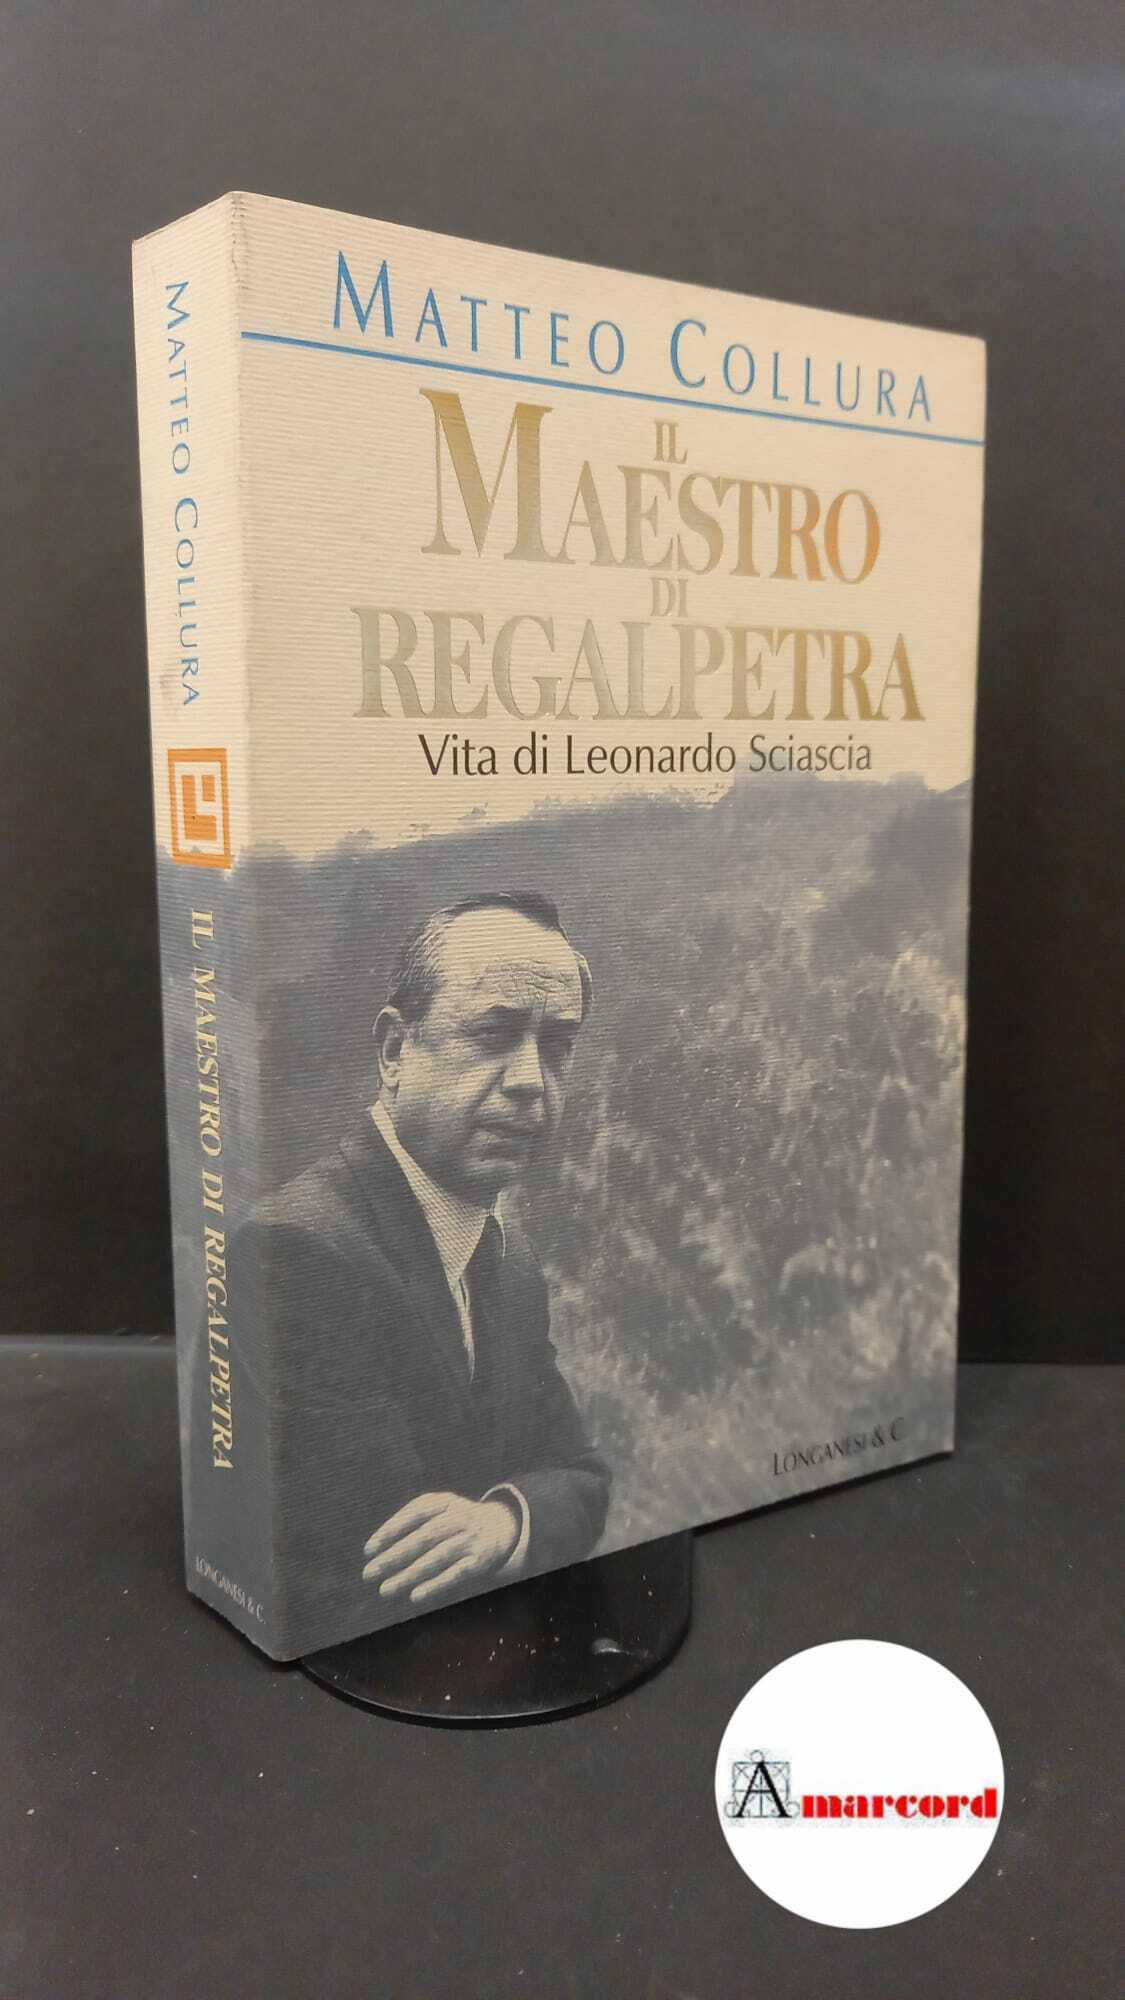 MATTEO COLLURA
IL
MAESTRO
DI
REGALPETRA
Vita di Leonardo Sciascia
LONGANESI & C
MATTEO COLLURA
IL MAESTRO DI REGALPETRA
LONGANESI & C.
Amarcord